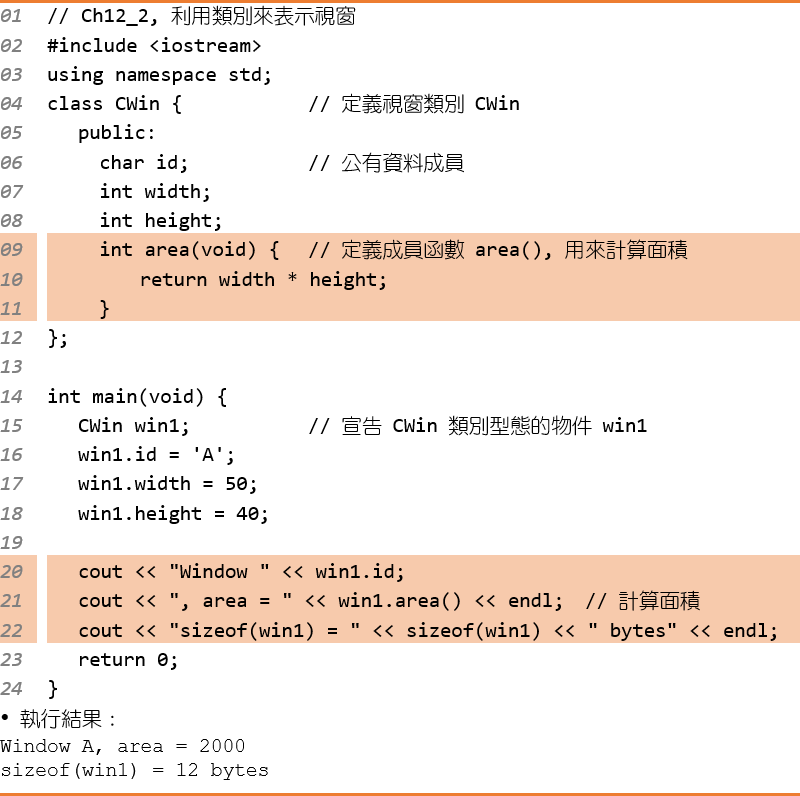 01 // Ch12_2, 利用類別來表示視窗
02 #include <iostream>
03 using namespace std;
04 class CWin { // 定義視窗類別 CWin
05 public:
06 char id; // 公有資料成員
07 int width;
08 int height;
09 int area(void) { // 定義成員函數 area(), 用來計算面積
10 return width * height;
11 }
12 };
13
14 int main(void) {
15 CWin win1; // 宣告 CWin 類別型態的物件 win1
16 win1.id = 'A';
17 win1.width = 50;
18 win1.height = 40;
19
20 cout << "Window " << win1.id;
21 cout << ", area = " << win1.area() << endl; // 計算面積
22 cout << "sizeof(win1) = " << sizeof(win1) << " bytes" << endl;
23 return 0;
24 }
• 執行結果：
Window A, area = 2000
sizeof(win1) = 12 bytes